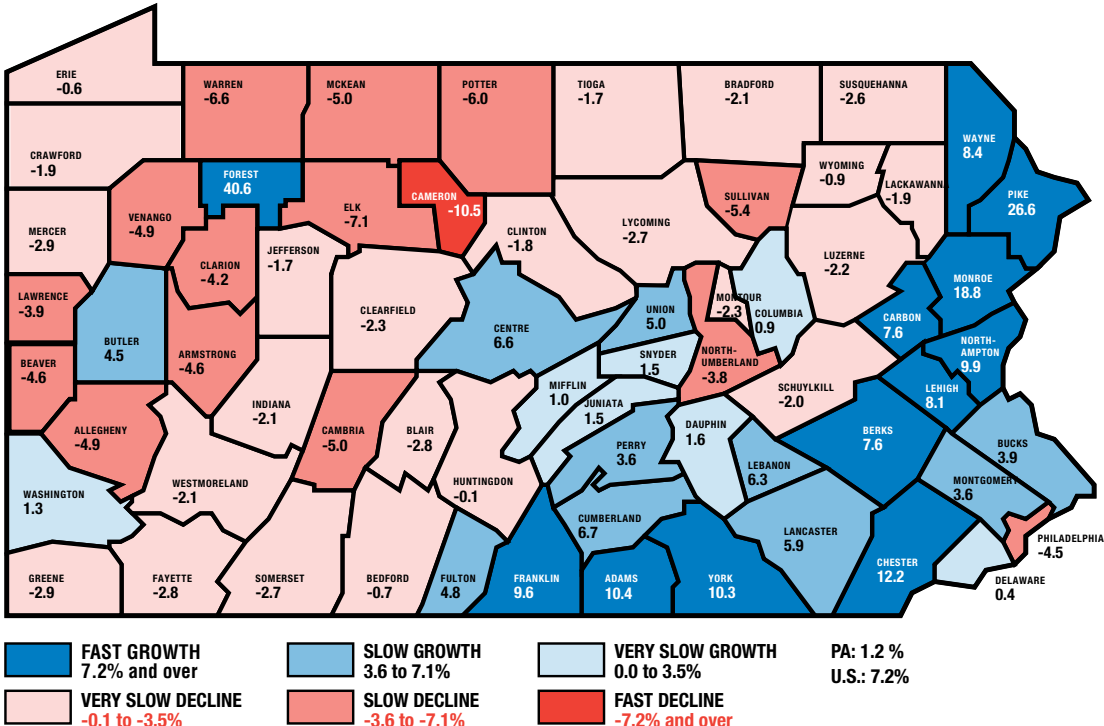 ERIE
-0.6
WARREN
-6.6
MCKEAN
-5.0
POTTER
-6.0
TIOGA
-1.7
BRADFORD
-2.1
SUSQUEHANNA
-2.6
WAYNE
8.4
CRAWFORD
-1.9
FOREST
40.6
WYOMING
-0.9
LACKAWANNA
-1.9
PIKE
26.6
VENANGO
-4.9
ELK
-7.1
CAMERON
-10.5
SULLIVAN
-5.4
MERCER
-2.9
JEFFERSON
-1.7
CLINTON
-1.8
LYCOMING
-2.7
LUZERNE
-2.2
CLARION
-4.2
MONROE
18.8
LAWRENCE
-3.9
CLEARFIELD
-2.3
UNION
5.0
MONTOUR
-2.3
COLUMBIA
0.9
CARBON
7.6
BUTLER
4.5
CENTRE
6.6
NORTH-
AMPTON
9.9
ARMSTRONG
-4.6
SNYDER
1.5
NORTH-
UMBERLAND
-3.8
BEAVER
-4.6
MIFFLIN
1.0
SCHUYLKILL
-2.0
LEHIGH
8.1
INDIANA
-2.1
JUNIATA
1.5
ALLEGHENY
-4.9
CAMBRIA
-5.0
BLAIR
-2.8
PERRY
3.6
DAUPHIN
1.6
BERKS
7.6
BUCKS
3.9
LEBANON
6.3
WASHINGTON
1.3
WESTMORELAND
-2.1
HUNTINGDON
-0.1
MONTGOMERY
3.6
CUMBERLAND
6.7
LANCASTER
5.9
PHILADELPHIA
-4.5
CHESTER
12.2
GREENE
-2.9
FAYETTE
-2.8
SOMERSET
-2.7
BEDFORD
-0.7
FULTON
4.8
FRANKLIN
9.6
ADAMS
10.4
YORK
10.3
DELAWARE
0.4
FAST GROWTH
7.2% and over
SLOW GROWTH
3.6 to 7.1%
VERY SLOW GROWTH
0.0 to 3.5%
PA: 1.2 %
U.S.: 7.2%
VERY SLOW DECLINE
-0.1 to -3.5%
SLOW DECLINE
-3.6 to -7.1%
FAST DECLINE
-7.2% and over